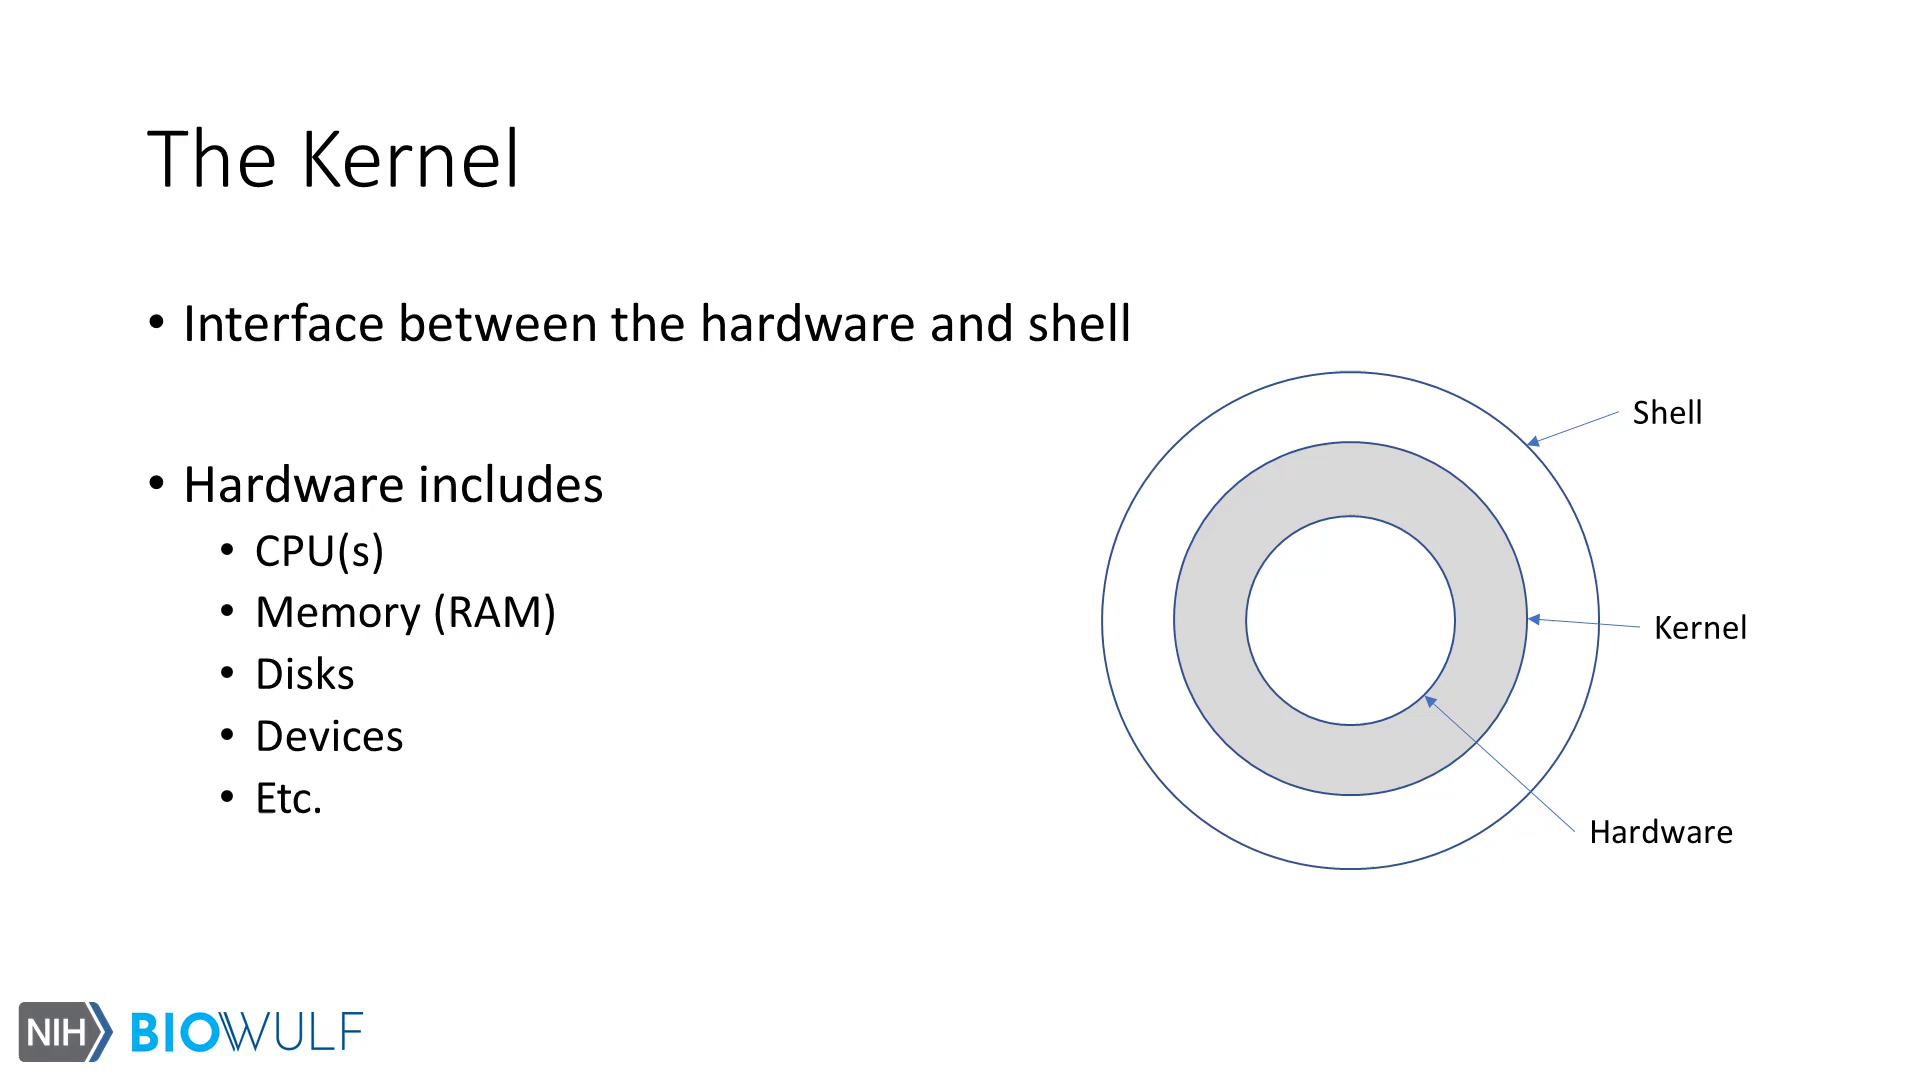 The Kernel
• Interface between the hardware and shell
• Hardware includes
• CPU(s)
• Memory (RAM)
• Disks
• Devices
• Etc.
Shell
Kernel
Hardware
NIH BIOWULF